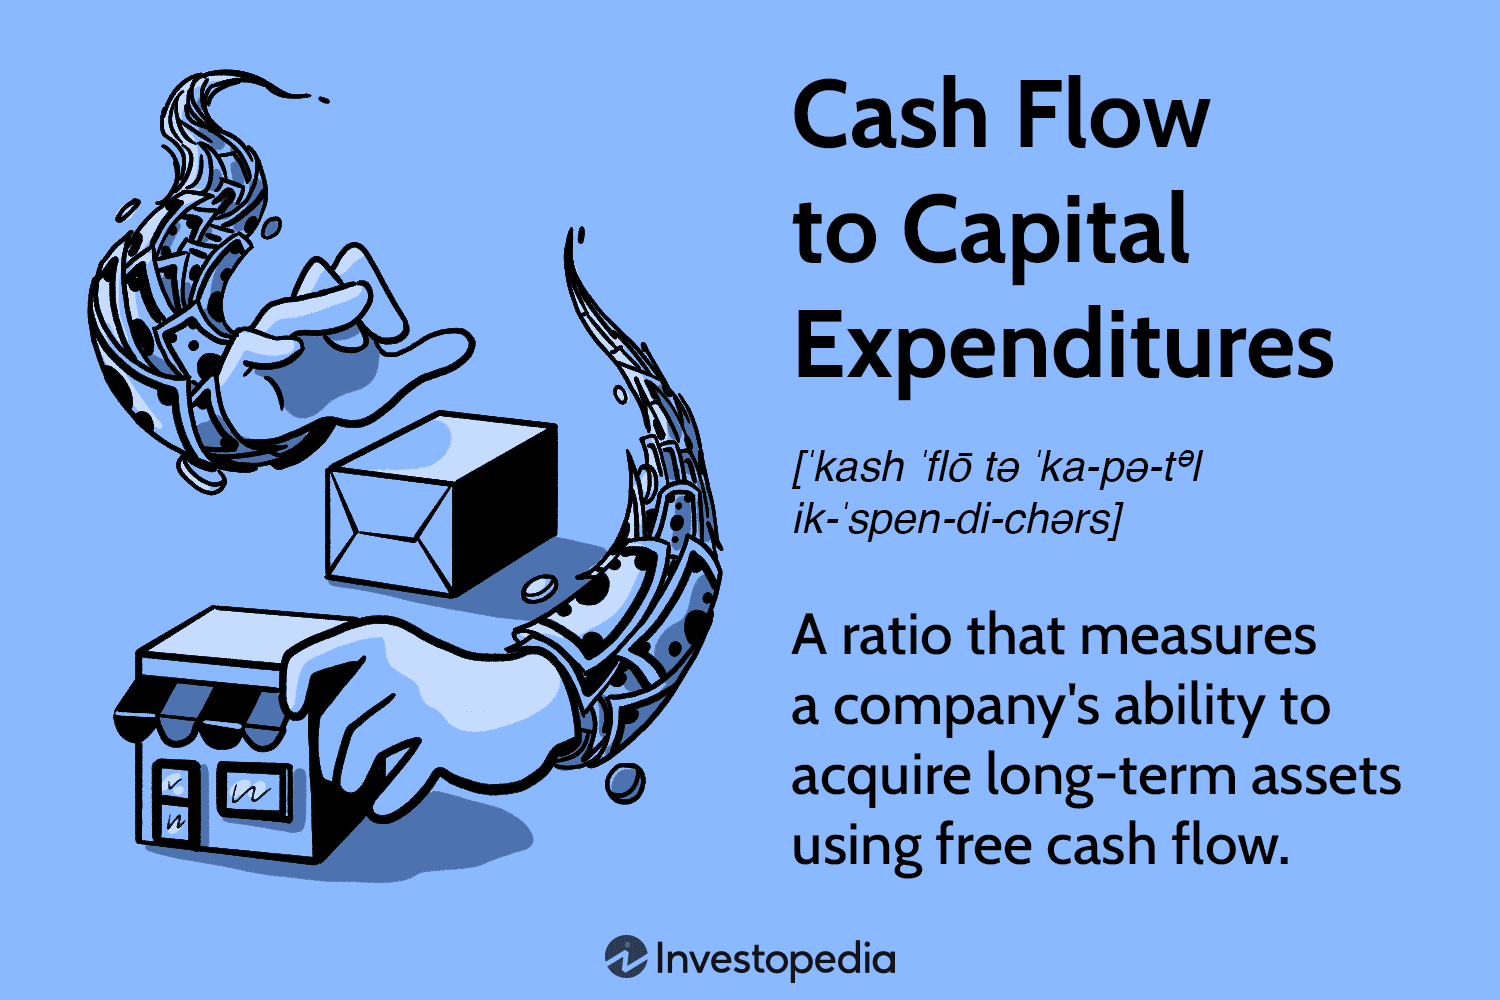 Cash Flow
to Capital
Expenditures
[ˈkash ˈflō tə ˈka-pə-tᵊl
ik-ˈspen-di-chərs]
A ratio that measures
a company's ability to
acquire long-term assets
using free cash flow.
Investopedia